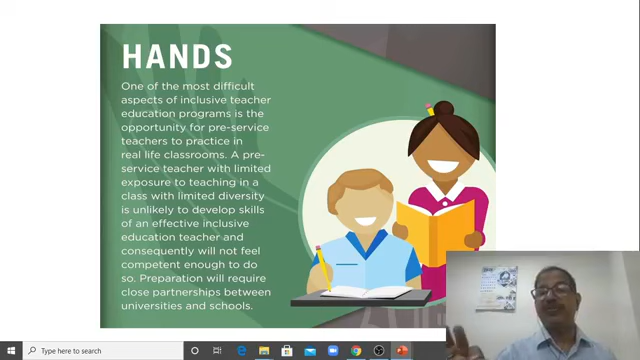 HANDS
One of the most difficult
aspects of inclusive teacher
education programs is the
opportunity for pre-service
teachers to practice in
real life classrooms. A pre-
service teacher with limited
exposure to teaching in a
class with limited diversity
is unlikely to develop skills
of an effective inclusive
education teacher and
consequently will not feel
competent enough to do
so. Preparation will require
close partnerships between
universities and schools.
Type here to search